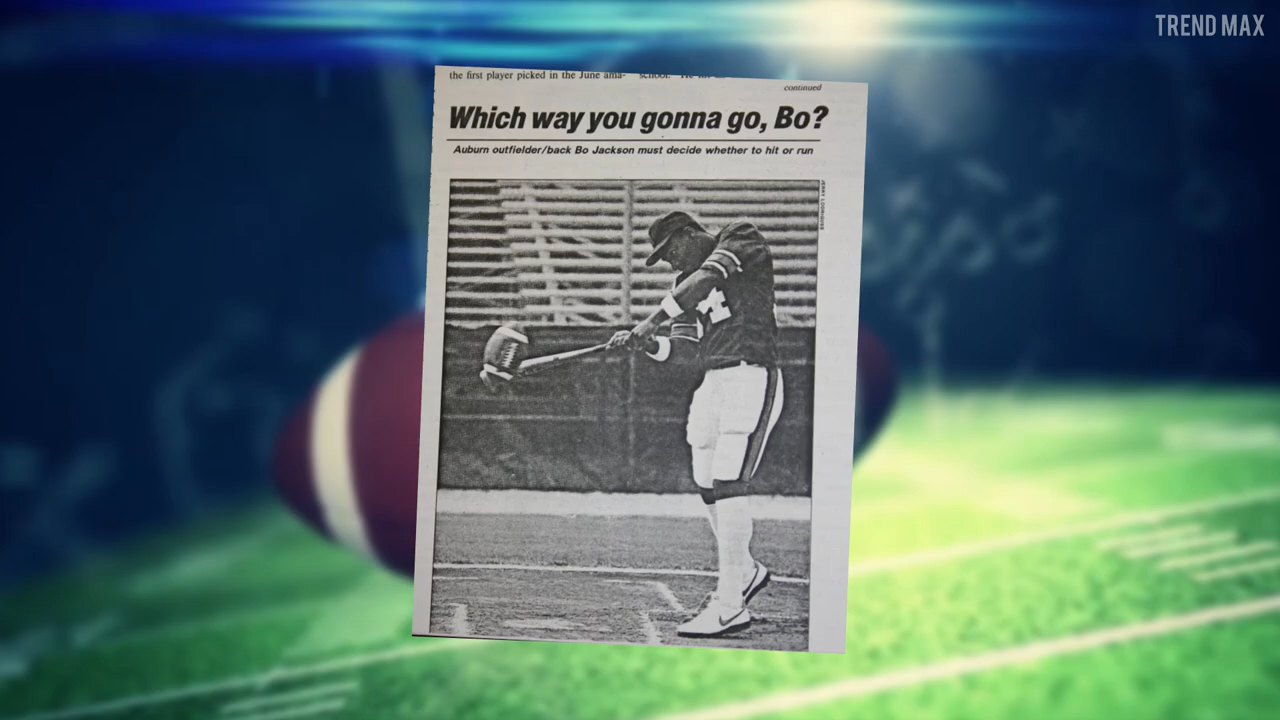 TREND MAX
the first player picked in the June ama-
continued
Which way you gonna go, Bo?
Auburn outfielder/back Bo Jackson must decide whether to hit or run
4